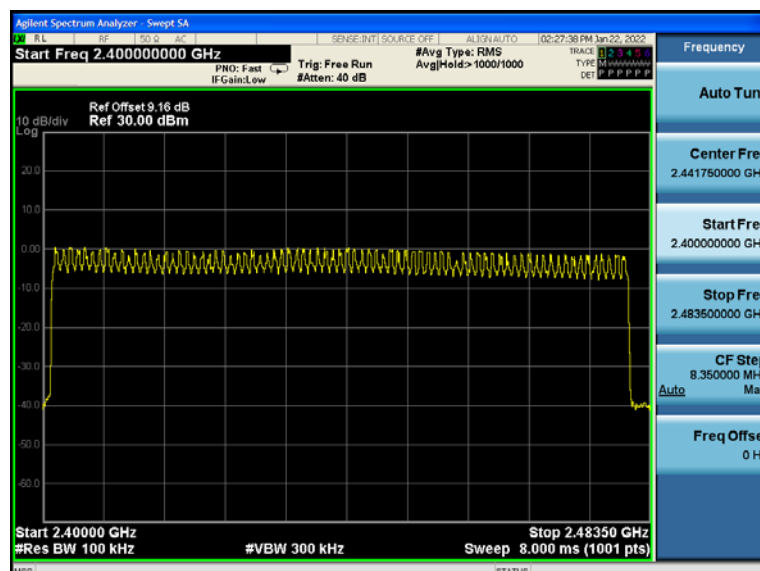 Agilent Spectrum Analyzer - Swept SA
RL RF 50 Ω AC SENSE:INT SOURCE OFF ALIGNAUTO 02:27:38 PM Jan 22, 2022
Start Freq 2.400000000 GHz
PNO: Fast
IFGain:Low
Trig: Free Run
#Atten: 40 dB
#Avg Type: RMS
Avg|Hold:>1000/1000
TRACE 1 2 3 4 5 6
TYPE M
DET P P P P P P
Ref Offset 9.16 dB
10 dB/div Ref 30.00 dBm
Log
20.0
10.0
0.00
-10.0
-20.0
-30.0
-40.0
-50.0
-60.0
Start 2.40000 GHz Stop 2.48350 GHz
#Res BW 100 kHz #VBW 300 kHz Sweep 8.000 ms (1001 pts)
MSG STATUS
Frequency
Auto Tun
Center Fre
2.441750000 GH
Start Fre
2.400000000 GH
Stop Fre
2.483500000 GH
CF Ste
8.350000 MH
Auto Ma
Freq Offse
0 H